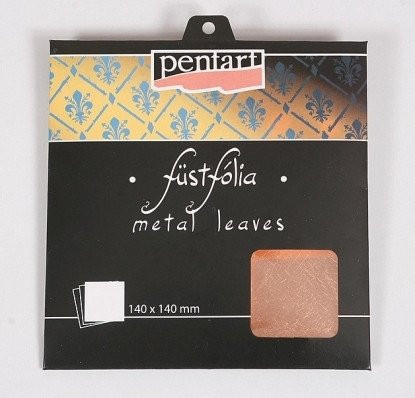 pentart
• füstfólia •
metal leaves
140 x 140 mm